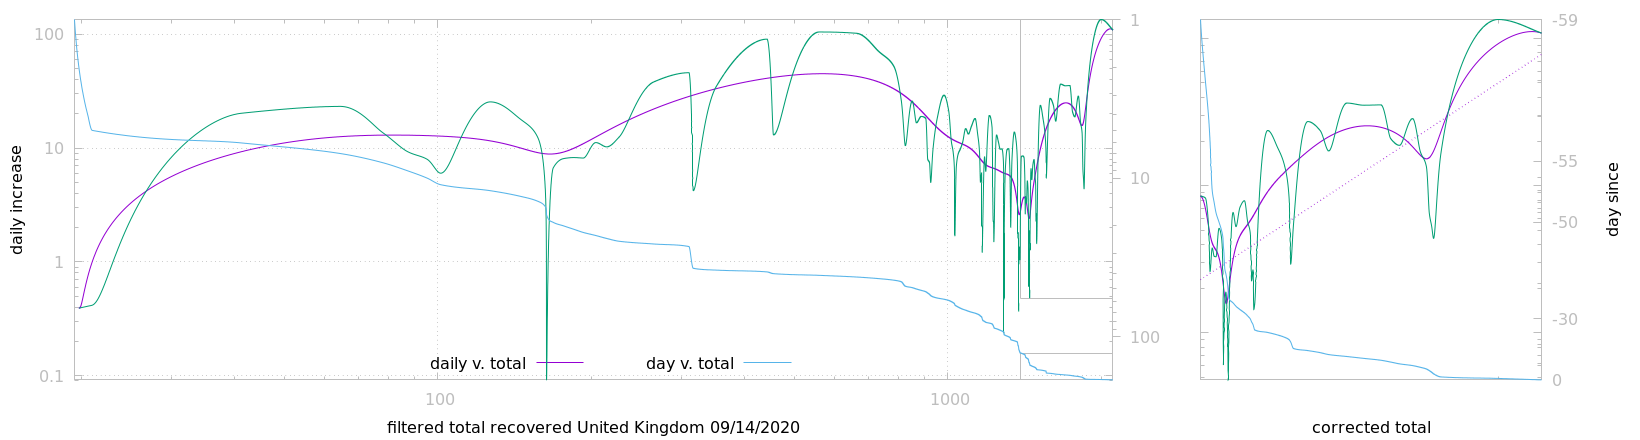 100
10
1
0.1
daily increase
daily v. total
day v. total
100
1000
filtered total recovered United Kingdom 09/14/2020
1
10
100
-59
-55
-50
-30
0
day since
corrected total